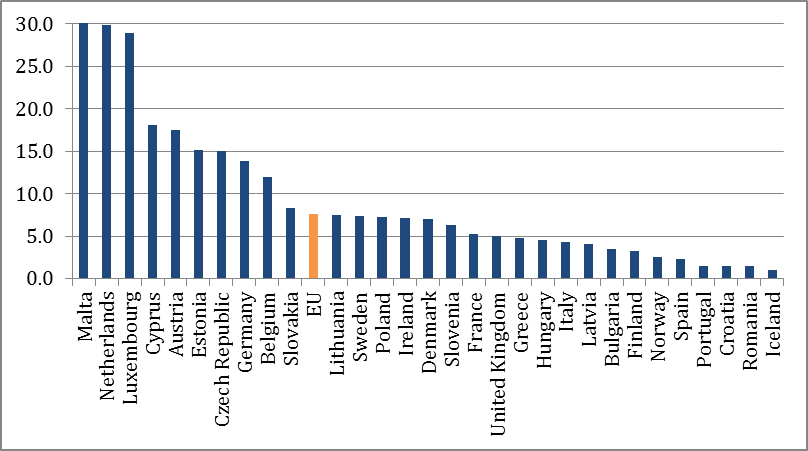 30.0
25.0
20.0
15.0
10.0
5.0
0.0
Malta
Netherlands
Luxembourg
Cyprus
Austria
Estonia
Czech Republic
Germany
Belgium
Slovakia
EU
Lithuania
Sweden
Poland
Ireland
Denmark
Slovenia
France
United Kingdom
Greece
Hungary
Italy
Latvia
Bulgaria
Finland
Norway
Spain
Portugal
Croatia
Romania
Iceland